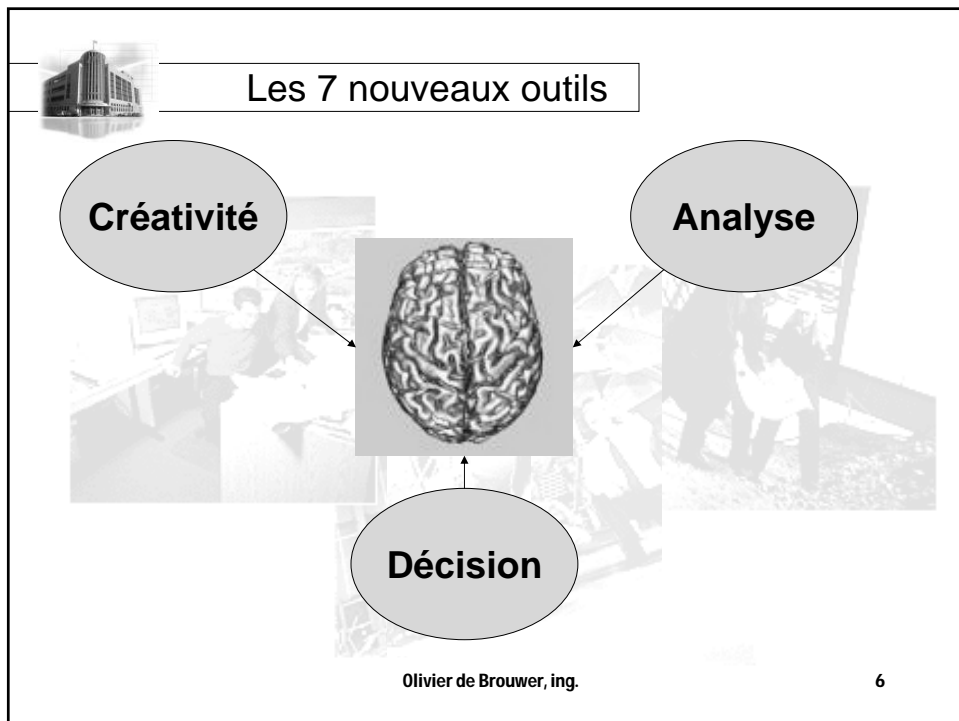 Les 7 nouveaux outils
Créativité
Analyse
Décision
Olivier de Brouwer, ing.
6